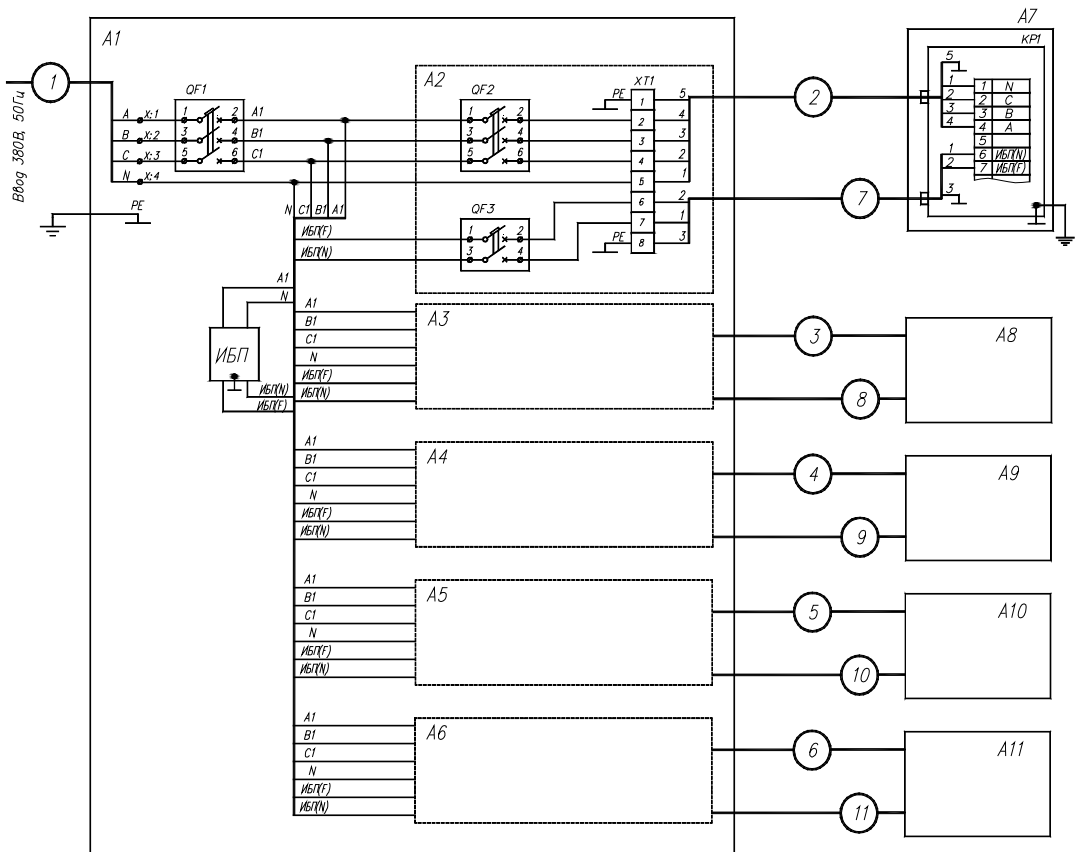 A1
1
Ввод 380В, 50Гц
A X:1
B X:2
C X:3
N X:4
PE
QF1
1 2
3 4
5 6
A1
B1
C1
A2
QF2
1 2
3 4
5 6
XT1
PE
1 5
2 4
3 3
4 2
5 1
6 2
7 1
8 3
PE
QF3
1 2
3 4
N C1 B1 A1
ИБП(F)
ИБП(N)
2
7
A7
КР1
5
1
2
3
4
1 N
2 C
3 B
4 A
5
6 ИБП(N)
7 ИБП(F)
1
2
3
A1
N
ИБП
ИБП(N)
ИБП(F)
A1
B1
C1
N
ИБП(F)
ИБП(N)
A3
3
8
A8
A1
B1
C1
N
ИБП(F)
ИБП(N)
A4
4
9
A9
A1
B1
C1
N
ИБП(F)
ИБП(N)
A5
5
10
A10
A1
B1
C1
N
ИБП(F)
ИБП(N)
A6
6
11
A11